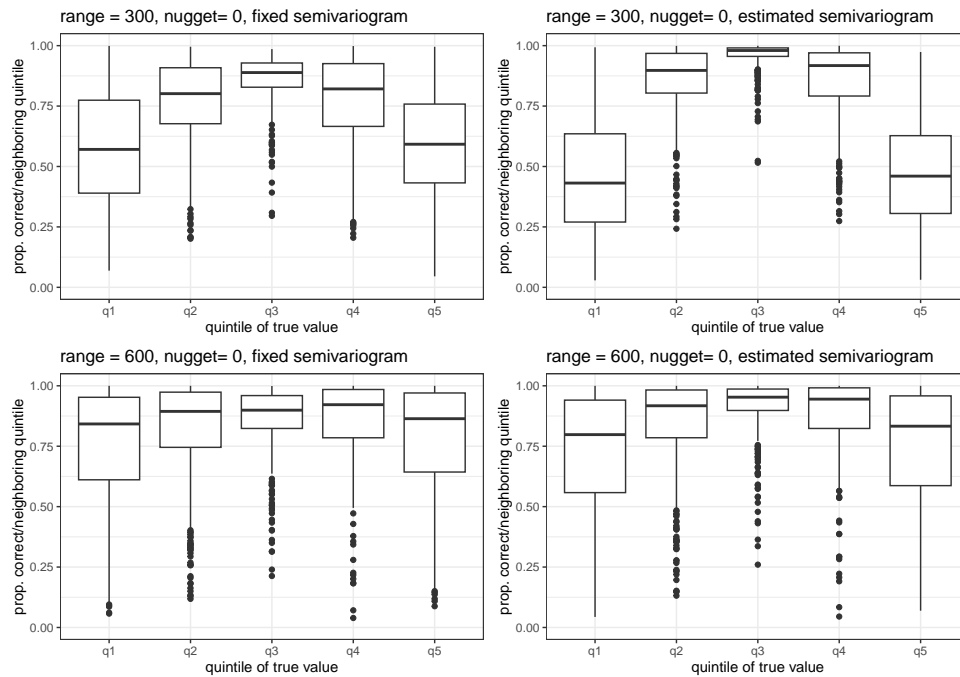 range = 300, nugget= 0, fixed semivariogram
prop. correct/neighboring quintile
1.00
0.75
0.50
0.25
0.00
q1 q2 q3 q4 q5
quintile of true value
range = 300, nugget= 0, estimated semivariogram
prop. correct/neighboring quintile
1.00
0.75
0.50
0.25
0.00
q1 q2 q3 q4 q5
quintile of true value
range = 600, nugget= 0, fixed semivariogram
prop. correct/neighboring quintile
1.00
0.75
0.50
0.25
0.00
q1 q2 q3 q4 q5
quintile of true value
range = 600, nugget= 0, estimated semivariogram
prop. correct/neighboring quintile
1.00
0.75
0.50
0.25
0.00
q1 q2 q3 q4 q5
quintile of true value